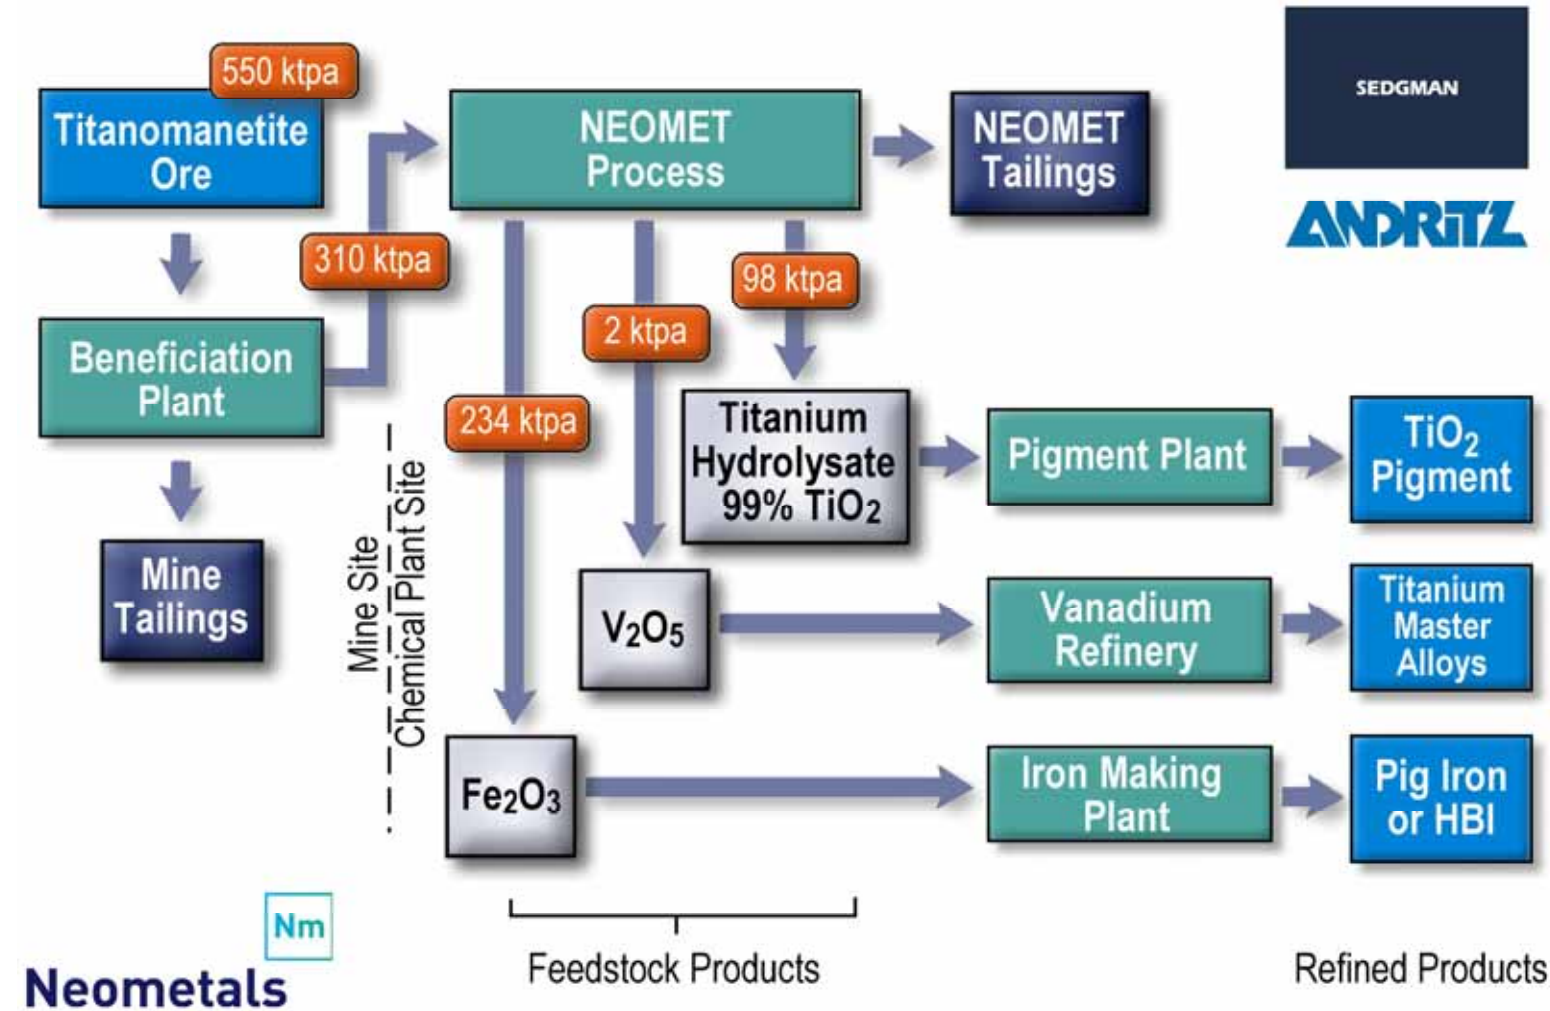 550 ktpa
Titanomanetite
Ore
NEOMET
Process
NEOMET
Tailings
SEDGMAN
ANDRITZ
310 ktpa
98 ktpa
2 ktpa
234 ktpa
Beneficiation
Plant
Mine
Tailings
Mine Site
Chemical Plant Site
Titanium
Hydrolysate
99% TiO₂
Pigment Plant
TiO₂
Pigment
V₂O₅
Vanadium
Refinery
Titanium
Master
Alloys
Fe₂O₃
Iron Making
Plant
Pig Iron
or HBI
Nm
Neometals
Feedstock Products
Refined Products